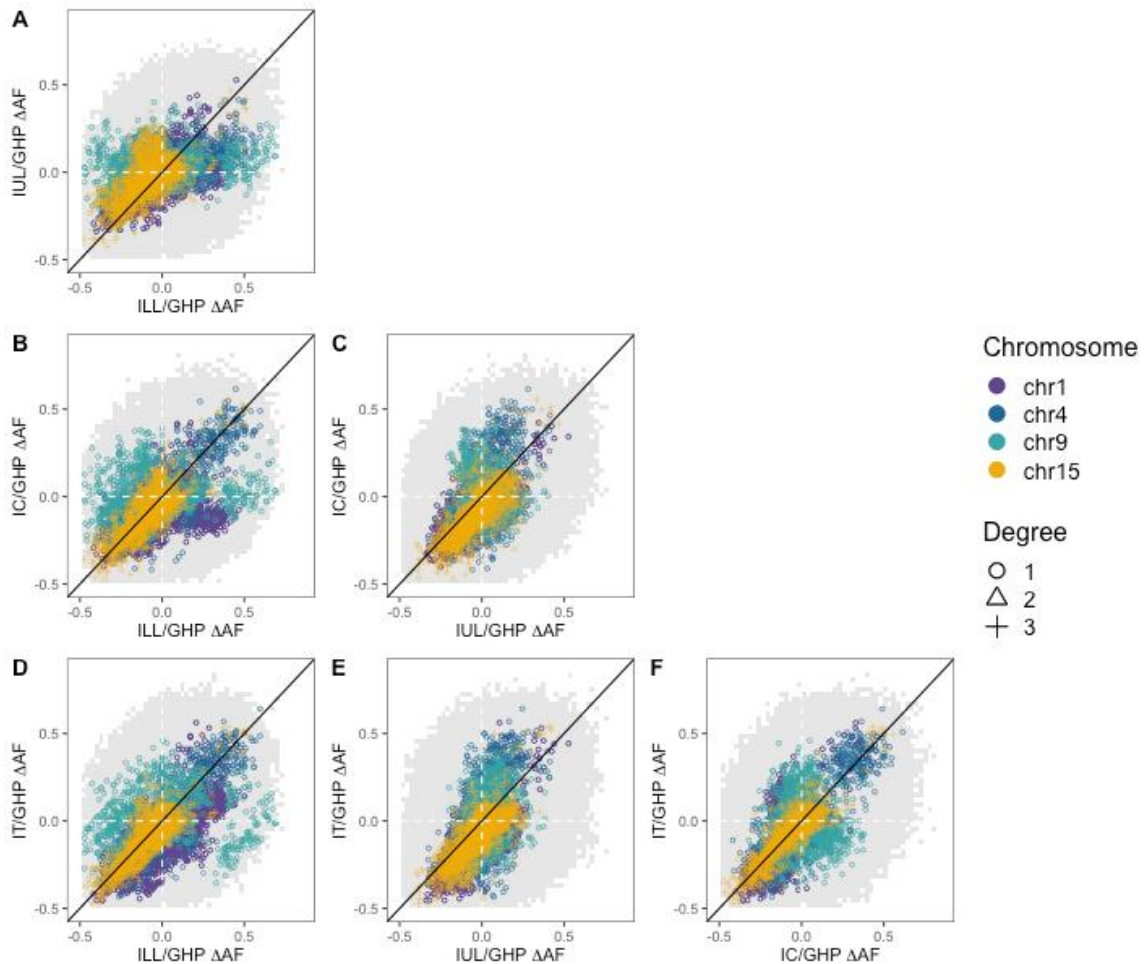 A
0.5
0.0
-0.5
IUL/GHP ΔAF
-0.5 0.0 0.5
ILL/GHP ΔAF
B
0.5
0.0
-0.5
IC/GHP ΔAF
-0.5 0.0 0.5
ILL/GHP ΔAF
C
0.5
0.0
-0.5
IC/GHP ΔAF
-0.5 0.0 0.5
IUL/GHP ΔAF
Chromosome
chr1
chr4
chr9
chr15
Degree
1
2
3
D
0.5
0.0
-0.5
IT/GHP ΔAF
-0.5 0.0 0.5
ILL/GHP ΔAF
E
0.5
0.0
-0.5
IT/GHP ΔAF
-0.5 0.0 0.5
IUL/GHP ΔAF
F
0.5
0.0
-0.5
IT/GHP ΔAF
-0.5 0.0 0.5
IC/GHP ΔAF